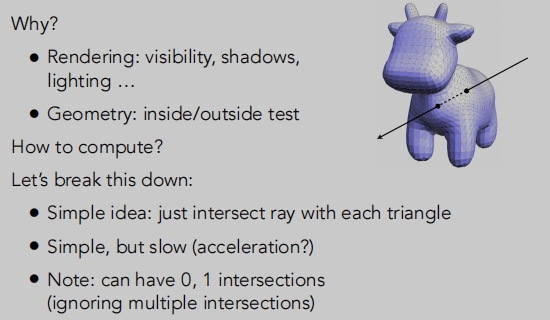 Why?
● Rendering: visibility, shadows,
lighting …
● Geometry: inside/outside test
How to compute?
Let’s break this down:
● Simple idea: just intersect ray with each triangle
● Simple, but slow (acceleration?)
● Note: can have 0, 1 intersections
(ignoring multiple intersections)